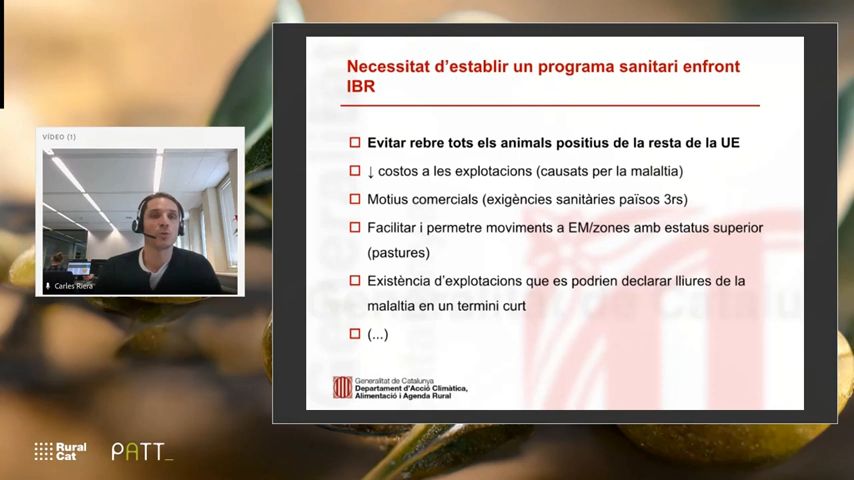 VÍDEO (1)
Carles Riera
Necessitat d'establir un programa sanitari enfront
IBR
Evitar rebre tots els animals positius de la resta de la UE
↓ costos a les explotacions (causats per la malaltia)
Motius comercials (exigències sanitàries països 3rs)
Facilitar i permetre moviments a EM/zones amb estatus superior
(pastures)
Existència d'explotacions que es podrien declarar lliures de la
malaltia en un termini curt
(...)
Generalitat de Catalunya
Departament d'Acció Climàtica,
Alimentació i Agenda Rural
Rural
Cat
PATT_